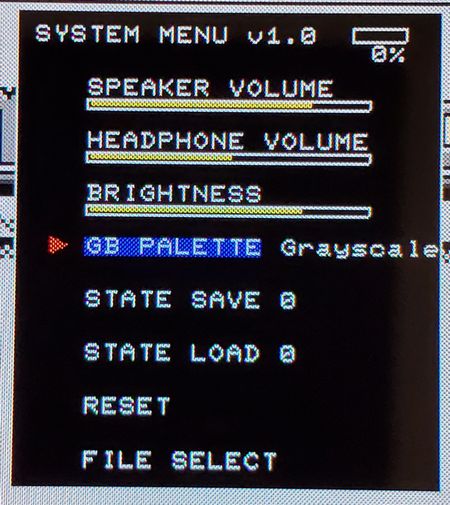 SYSTEM MENU v1.0
0%
SPEAKER VOLUME
HEADPHONE VOLUME
BRIGHTNESS
GB PALETTE Grayscale
STATE SAVE 0
STATE LOAD 0
RESET
FILE SELECT